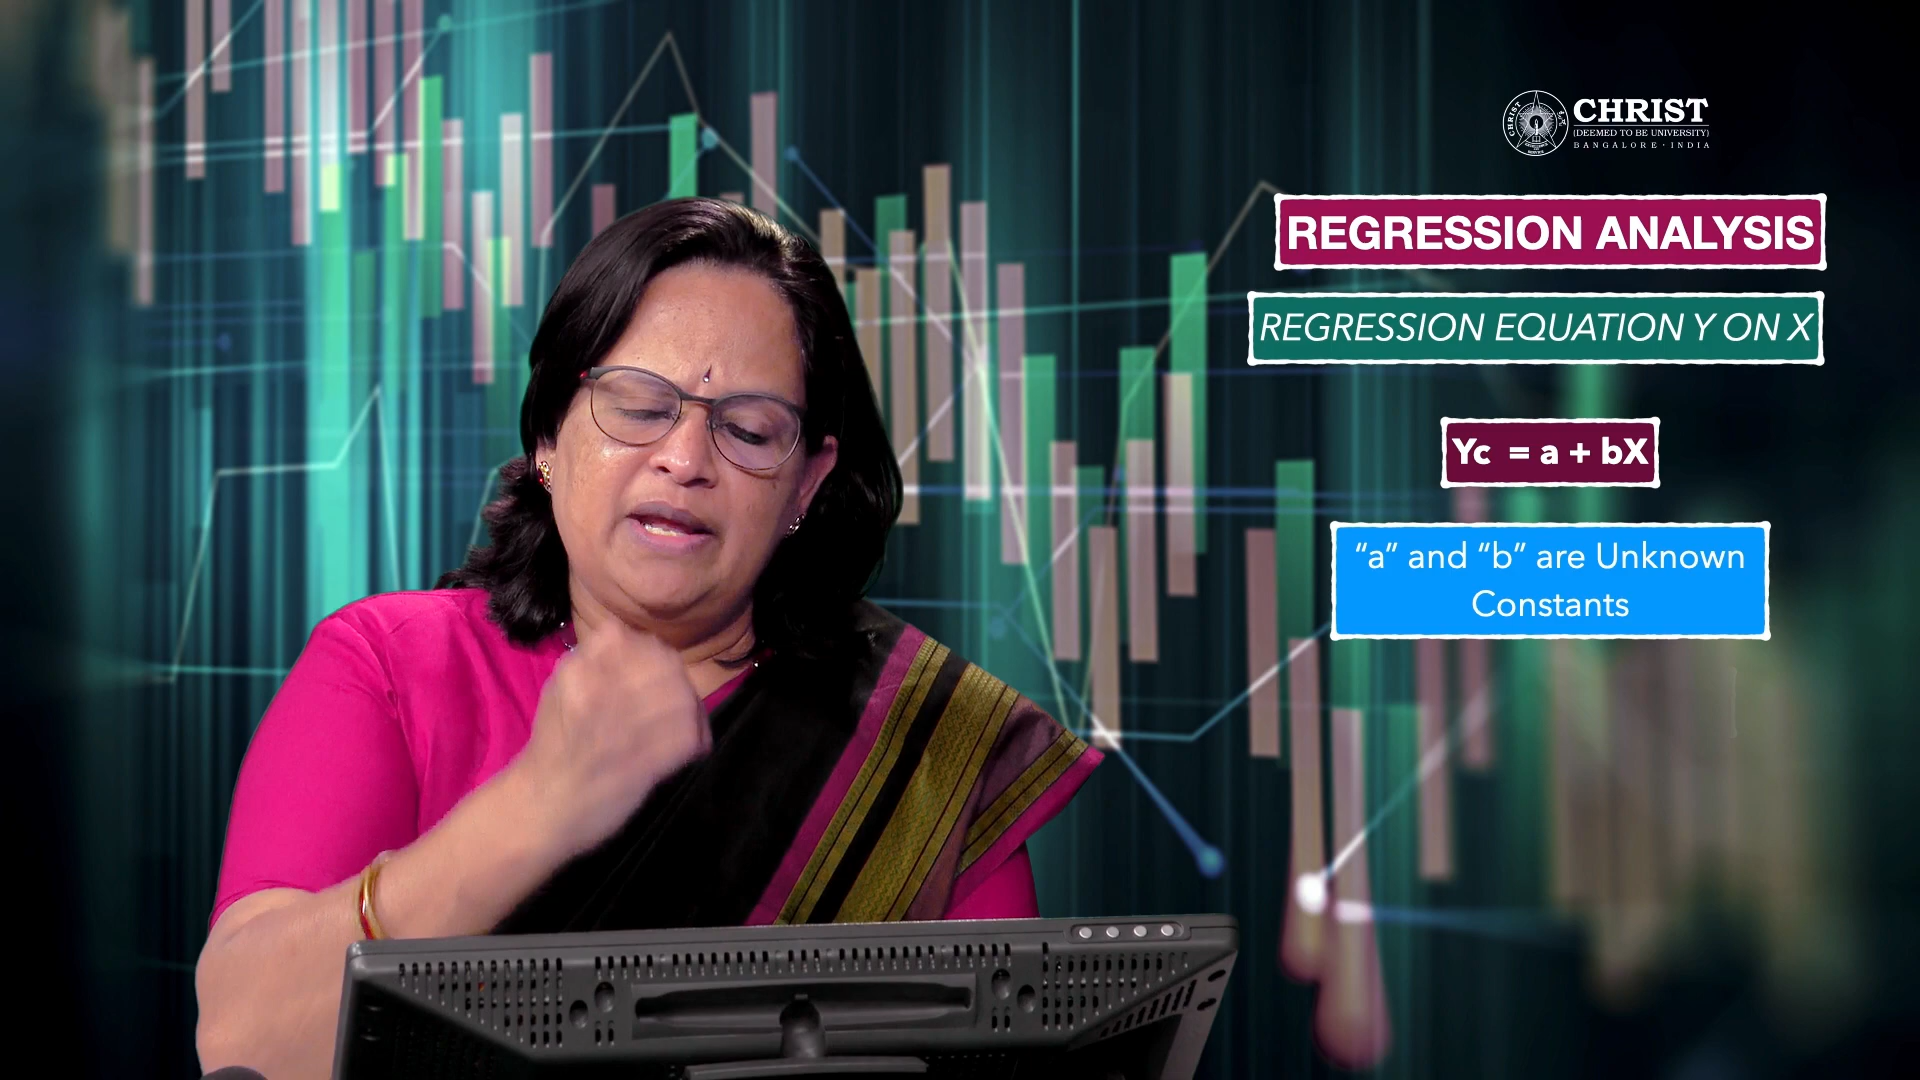 CHRIST
(DEEMED TO BE UNIVERSITY)
BANGALORE · INDIA
REGRESSION ANALYSIS
REGRESSION EQUATION Y ON X
Yc = a + bX
“a” and “b” are Unknown
Constants